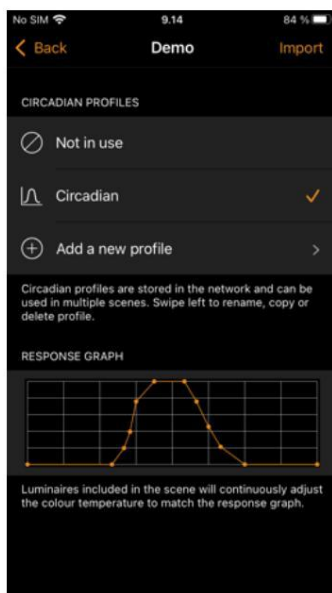 No SIM 9.14 84 %
Back Demo Import
CIRCADIAN PROFILES
Not in use
Circadian
Add a new profile
Circadian profiles are stored in the network and can be
used in multiple scenes. Swipe left to rename, copy or
delete profile.
RESPONSE GRAPH
Luminaires included in the scene will continuously adjust
the colour temperature to match the response graph.